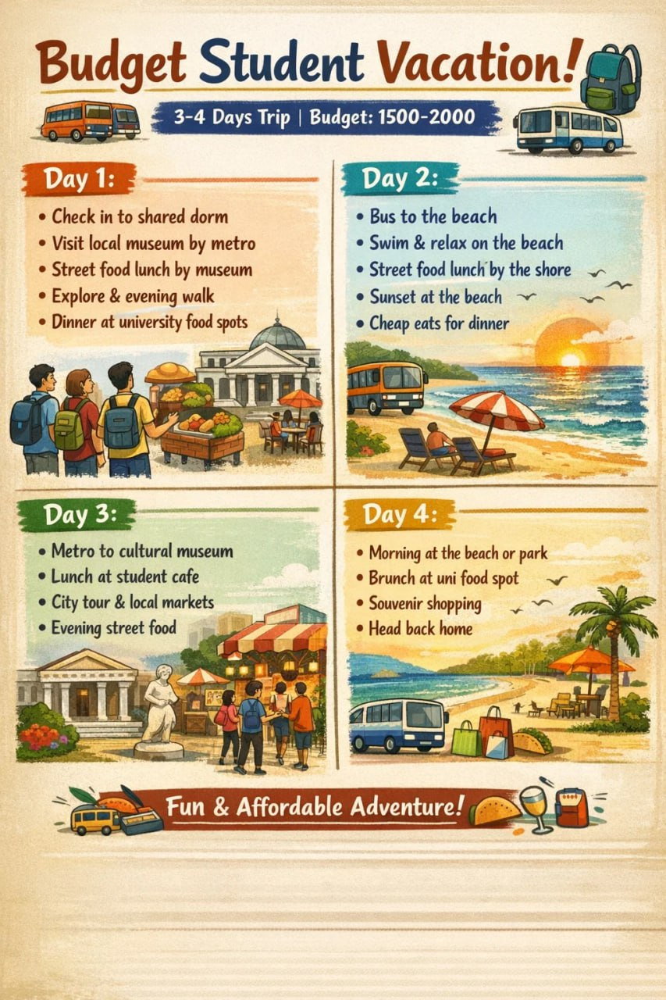 Budget Student Vacation!
3-4 Days Trip | Budget: 1500-2000
Day 1:
• Check in to shared dorm
• Visit local museum by metro
• Street food lunch by museum
• Explore & evening walk
• Dinner at university food spots
Day 2:
• Bus to the beach
• Swim & relax on the beach
• Street food lunch by the shore
• Sunset at the beach
• Cheap eats for dinner
Day 3:
• Metro to cultural museum
• Lunch at student cafe
• City tour & local markets
• Evening street food
Day 4:
• Morning at the beach or park
• Brunch at uni food spot
• Souvenir shopping
• Head back home
Fun & Affordable Adventure!